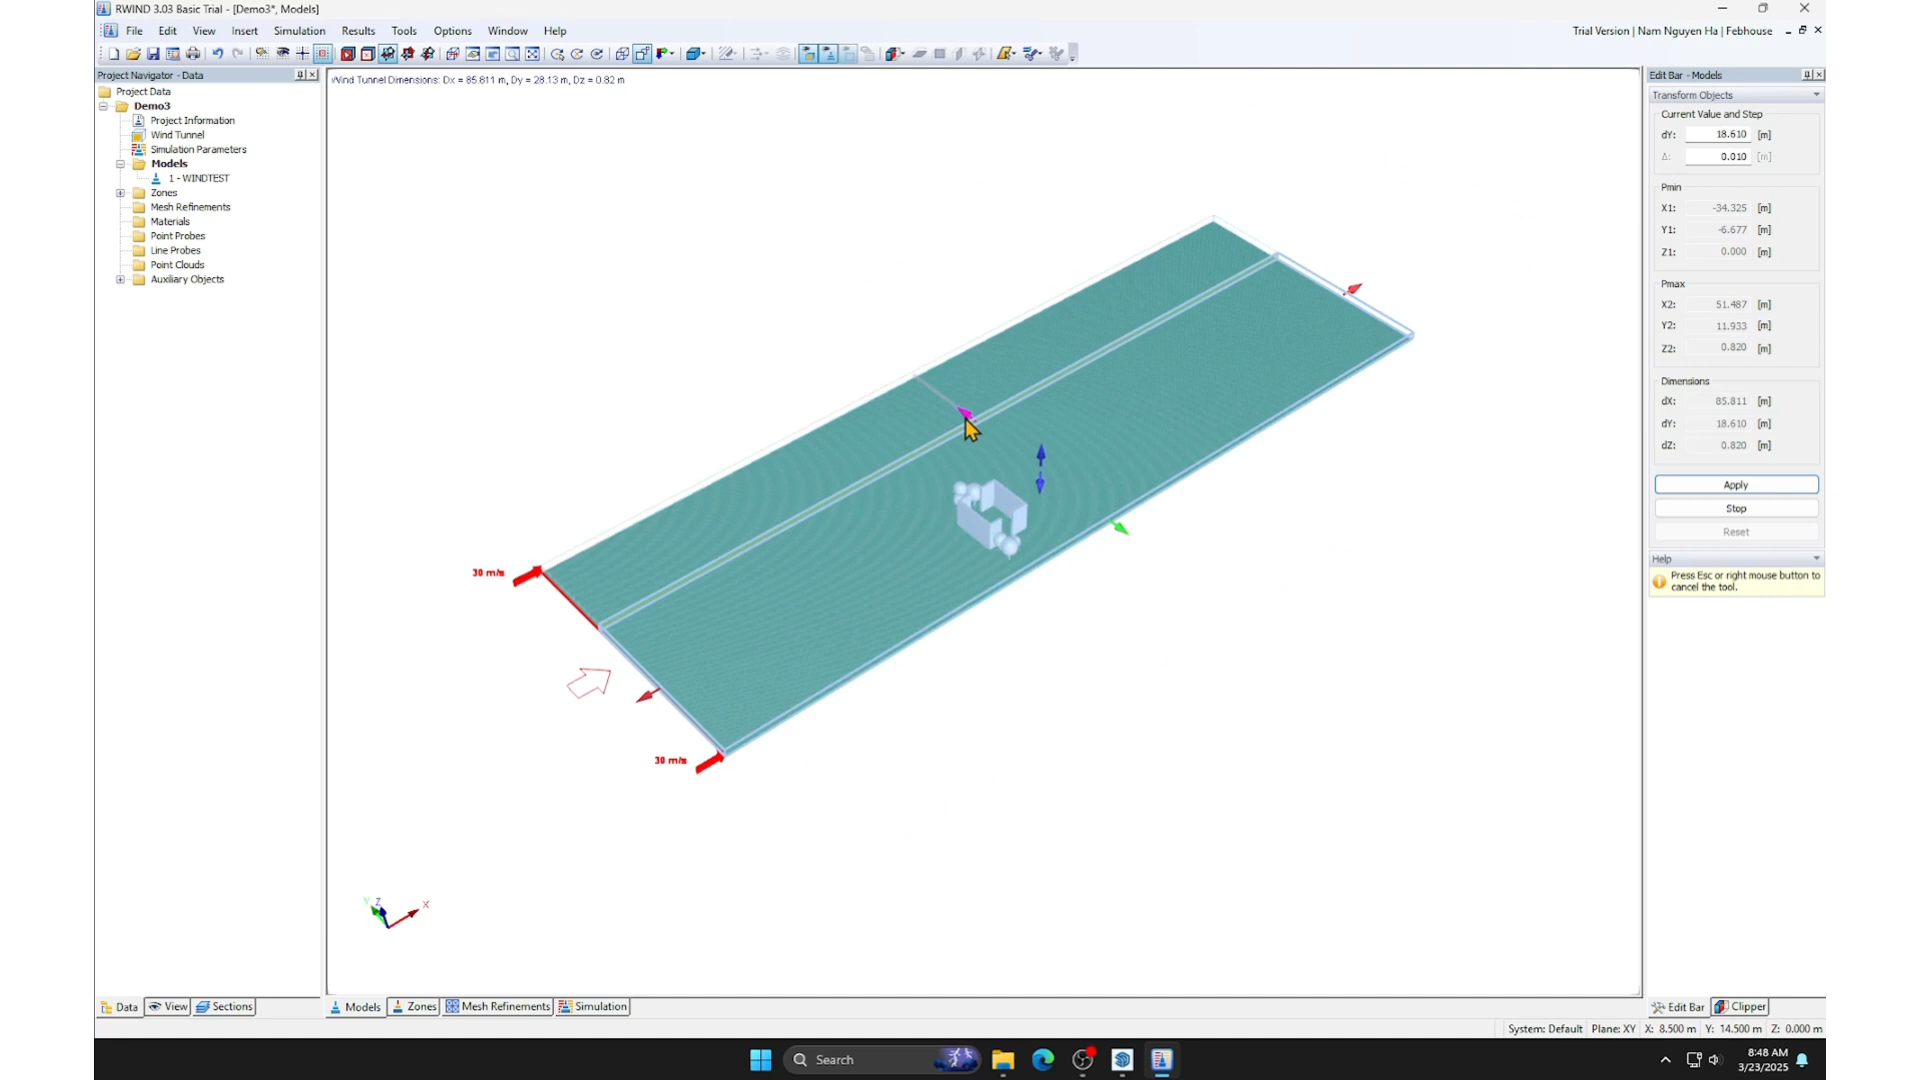 RWIND 3.03 Basic Trial - [Demo3*, Models]
File Edit View Insert Simulation Results Tools Options Window Help
Trial Version | Nam Nguyen Ha | Febhouse
Project Navigator - Data
Project Data
Demo3
Project Information
Wind Tunnel
Simulation Parameters
Models
1 - WINDTEST
Zones
Mesh Refinements
Materials
Point Probes
Line Probes
Point Clouds
Auxiliary Objects
Wind Tunnel Dimensions: Dx = 85.811 m, Dy = 28.13 m, Dz = 0.82 m
30 m/s
30 m/s
Y Z X
Edit Bar - Models
Transform Objects
Current Value and Step
dY: 18.610 [m]
Δ: 0.010 [m]
Pmin
X1: -34.325 [m]
Y1: -6.677 [m]
Z1: 0.000 [m]
Pmax
X2: 51.487 [m]
Y2: 11.933 [m]
Z2: 0.820 [m]
Dimensions
dX: 85.811 [m]
dY: 18.610 [m]
dZ: 0.820 [m]
Apply
Stop
Reset
Help
Press Esc or right mouse button to
cancel the tool.
Data View Sections
Models Zones Mesh Refinements Simulation
Edit Bar Clipper
System: Default Plane: XY X: 8.500 m Y: 14.500 m Z: 0.000 m
Search
8:48 AM
3/23/2025